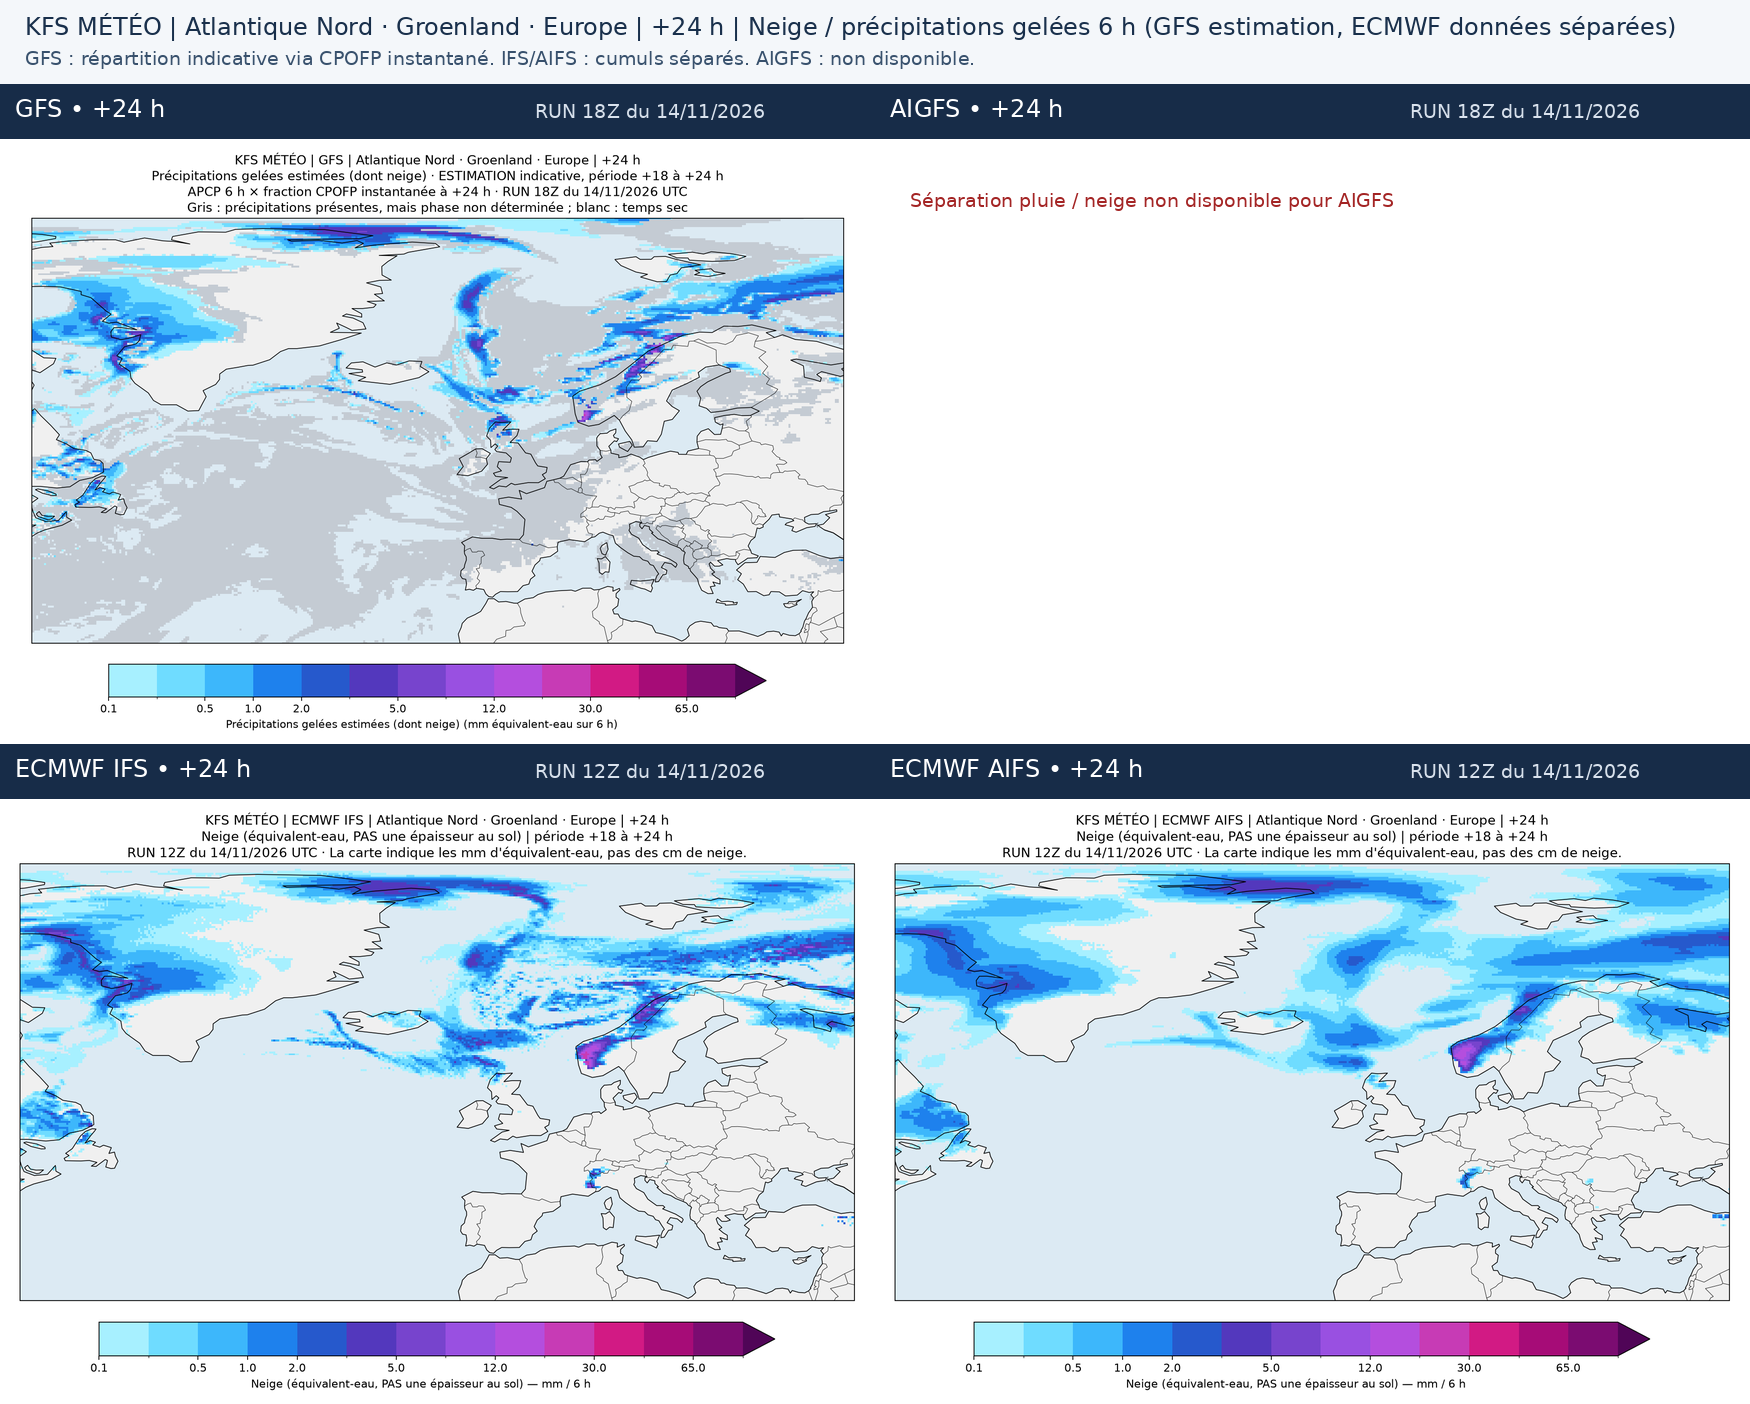 KFS MÉTÉO | Atlantique Nord · Groenland · Europe | +24 h | Neige / précipitations gelées 6 h (GFS estimation, ECMWF données séparées)
GFS : répartition indicative via CPOFP instantané. IFS/AIFS : cumuls séparés. AIGFS : non disponible.
GFS • +24 h RUN 18Z du 14/11/2026
AIGFS • +24 h RUN 18Z du 14/11/2026
KFS MÉTÉO | GFS | Atlantique Nord · Groenland · Europe | +24 h
Précipitations gelées estimées (dont neige) · ESTIMATION indicative, période +18 à +24 h
APCP 6 h × fraction CPOFP instantanée à +24 h · RUN 18Z du 14/11/2026 UTC
Gris : précipitations présentes, mais phase non déterminée ; blanc : temps sec
Séparation pluie / neige non disponible pour AIGFS
0.1 0.5 1.0 2.0 5.0 12.0 30.0 65.0
Précipitations gelées estimées (dont neige) (mm équivalent-eau sur 6 h)
ECMWF IFS • +24 h RUN 12Z du 14/11/2026
ECMWF AIFS • +24 h RUN 12Z du 14/11/2026
KFS MÉTÉO | ECMWF IFS | Atlantique Nord · Groenland · Europe | +24 h
Neige (équivalent-eau, PAS une épaisseur au sol) | période +18 à +24 h
RUN 12Z du 14/11/2026 UTC · La carte indique les mm d'équivalent-eau, pas des cm de neige.
0.1 0.5 1.0 2.0 5.0 12.0 30.0 65.0
Neige (équivalent-eau, PAS une épaisseur au sol) — mm / 6 h
KFS MÉTÉO | ECMWF AIFS | Atlantique Nord · Groenland · Europe | +24 h
Neige (équivalent-eau, PAS une épaisseur au sol) | période +18 à +24 h
RUN 12Z du 14/11/2026 UTC · La carte indique les mm d'équivalent-eau, pas des cm de neige.
0.1 0.5 1.0 2.0 5.0 12.0 30.0 65.0
Neige (équivalent-eau, PAS une épaisseur au sol) — mm / 6 h